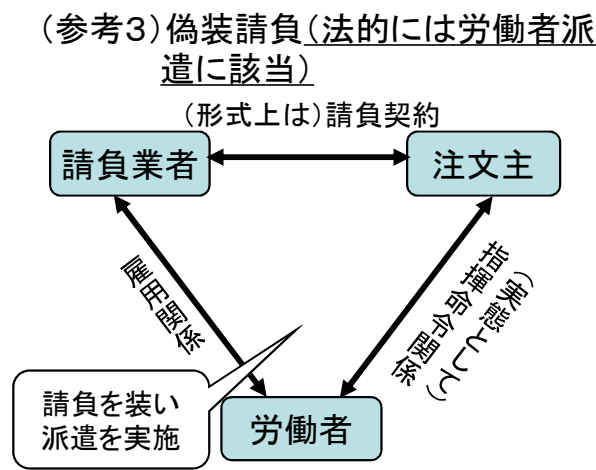 （参考３）偽装請負（法的には労働者派
遣に該当）
（形式上は）請負契約
請負業者
注文主
雇用関係
（実態として）
指揮命令関係
請負を装い
派遣を実施
労働者